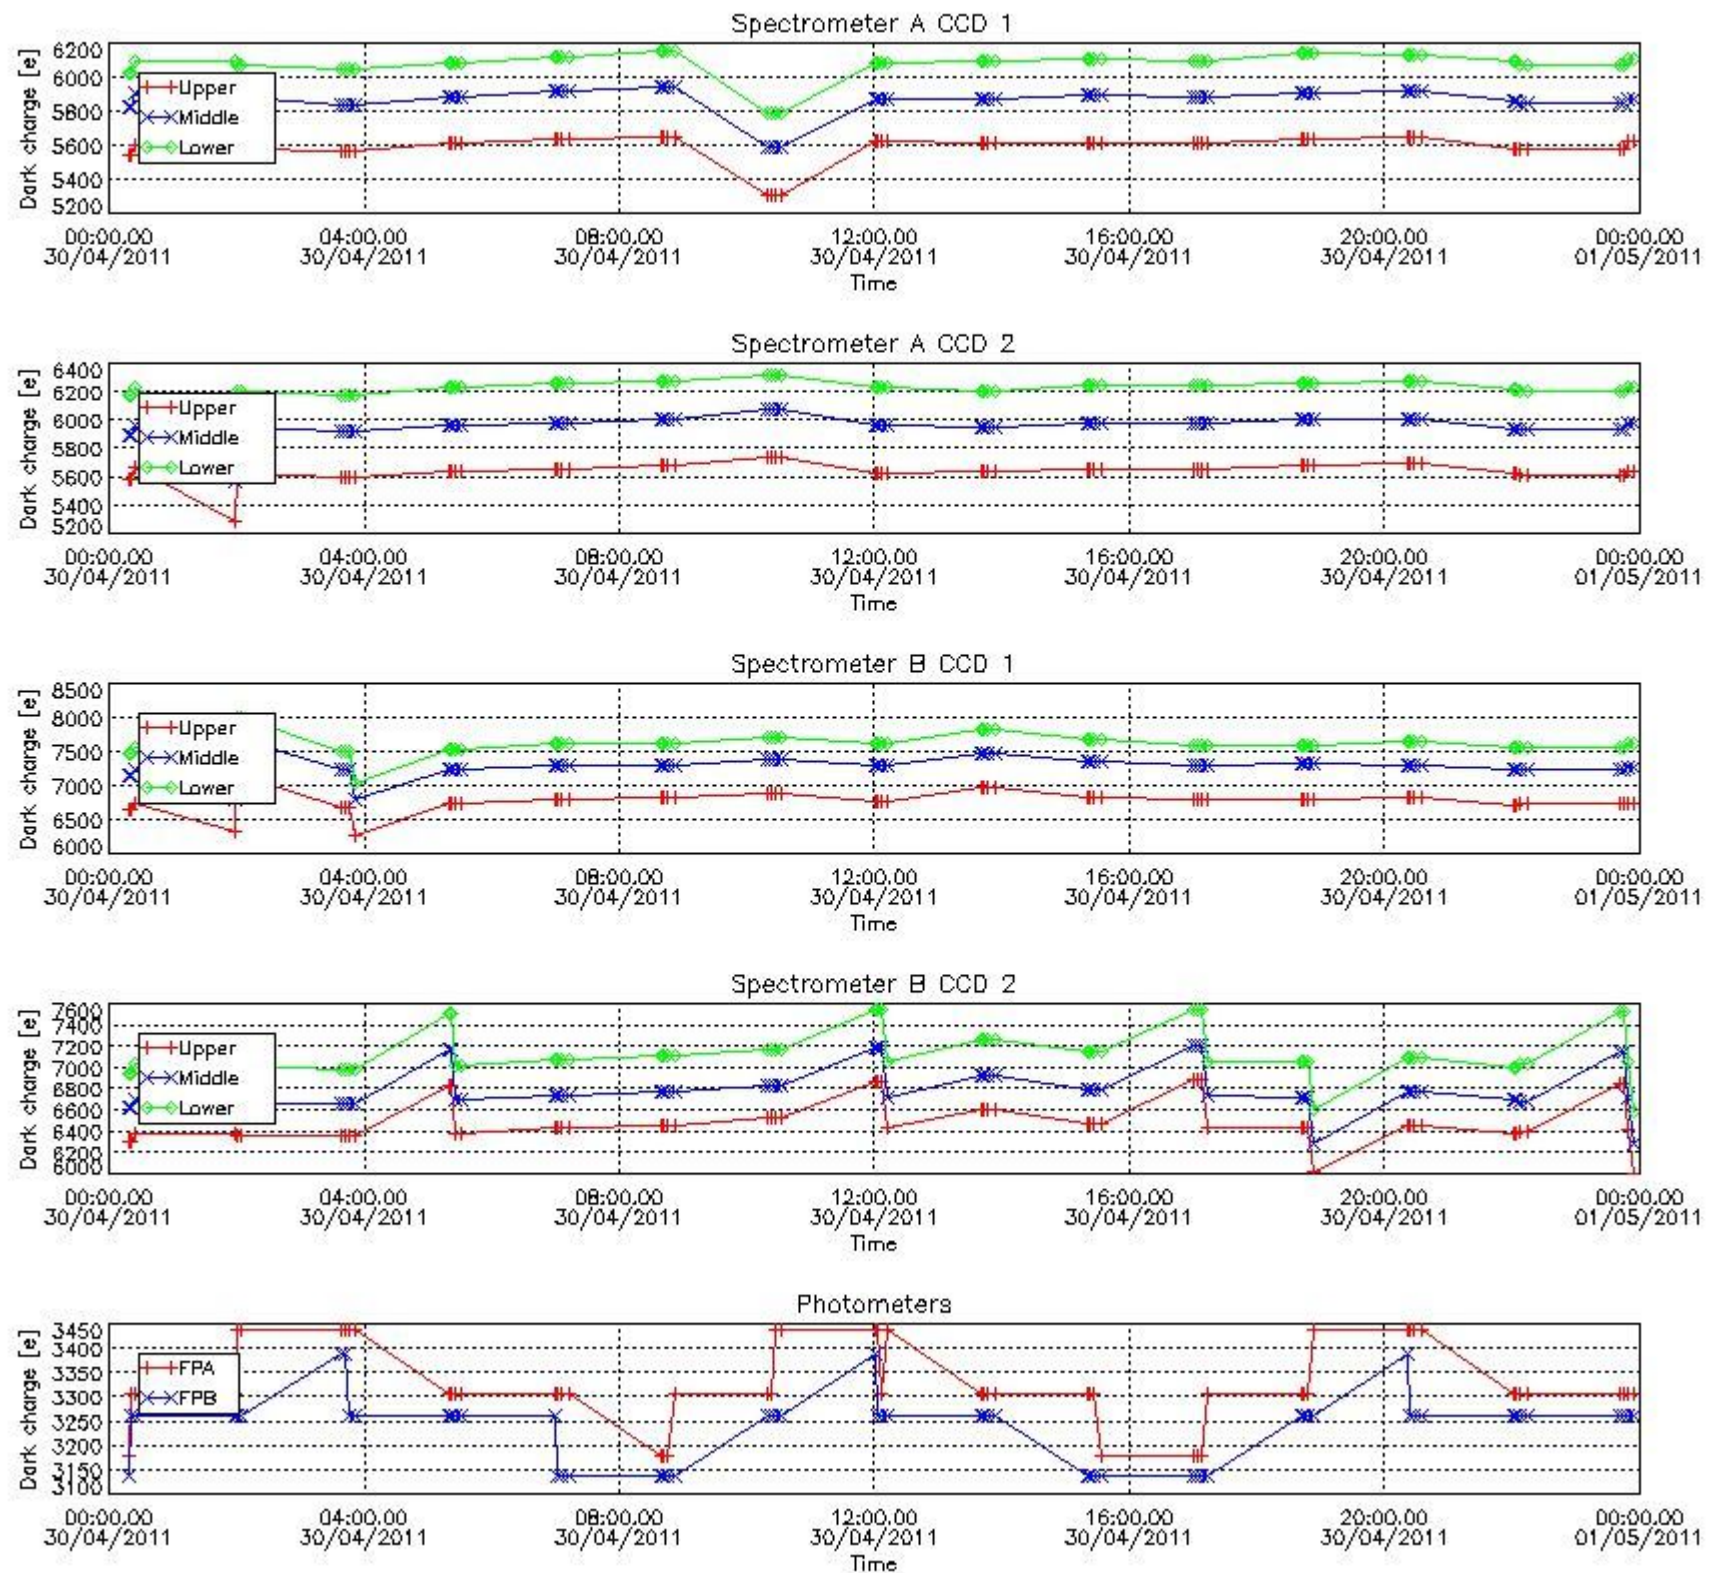 Spectrometer A CCD 1
Dark charge [e]
6200
6000
5800
5600
5400
5200
Upper
Middle
Lower
00:00.00 04:00.00 08:00.00 12:00.00 16:00.00 20:00.00 00:00.00
30/04/2011 30/04/2011 30/04/2011 30/04/2011 30/04/2011 30/04/2011 01/05/2011
Time
Spectrometer A CCD 2
Dark charge [e]
6400
6200
6000
5800
5600
5400
5200
Upper
Middle
Lower
00:00.00 04:00.00 08:00.00 12:00.00 16:00.00 20:00.00 00:00.00
30/04/2011 30/04/2011 30/04/2011 30/04/2011 30/04/2011 30/04/2011 01/05/2011
Time
Spectrometer B CCD 1
Dark charge [e]
8500
8000
7500
7000
6500
6000
Upper
Middle
Lower
00:00.00 04:00.00 08:00.00 12:00.00 16:00.00 20:00.00 00:00.00
30/04/2011 30/04/2011 30/04/2011 30/04/2011 30/04/2011 30/04/2011 01/05/2011
Time
Spectrometer B CCD 2
Dark charge [e]
7600
7400
7200
7000
6800
6600
6400
6200
6000
Upper
Middle
Lower
00:00.00 04:00.00 08:00.00 12:00.00 16:00.00 20:00.00 00:00.00
30/04/2011 30/04/2011 30/04/2011 30/04/2011 30/04/2011 30/04/2011 01/05/2011
Time
Photometers
Dark charge [e]
3450
3400
3350
3300
3250
3200
3150
3100
FPA
FPB
00:00.00 04:00.00 08:00.00 12:00.00 16:00.00 20:00.00 00:00.00
30/04/2011 30/04/2011 30/04/2011 30/04/2011 30/04/2011 30/04/2011 01/05/2011
Time